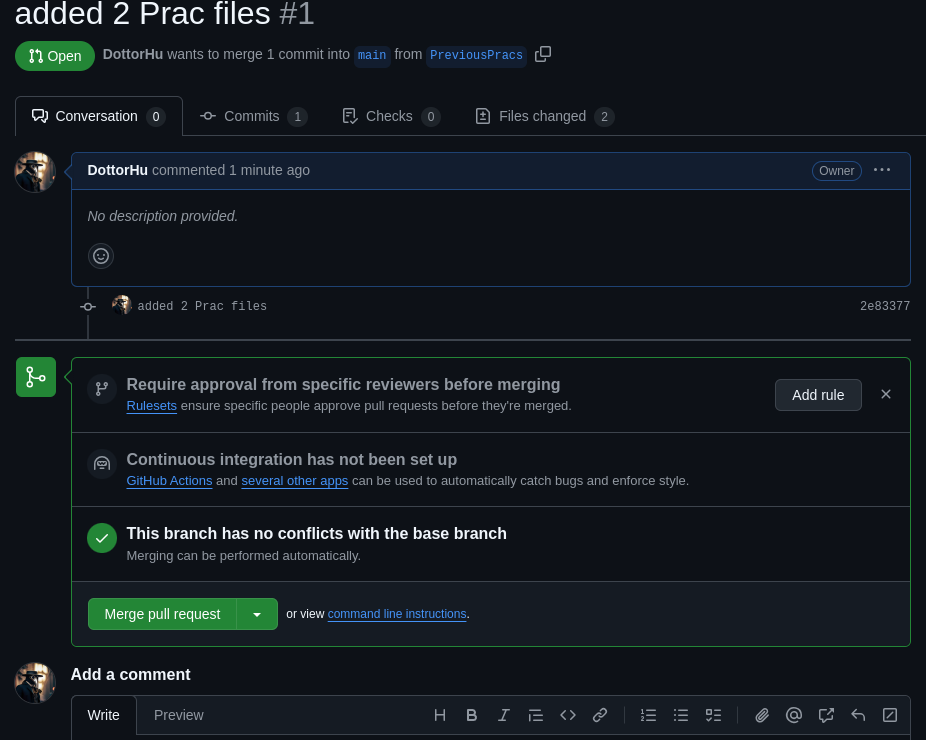 added 2 Prac files #1
Open DottorHu wants to merge 1 commit into main from PreviousPracs
Conversation 0 Commits 1 Checks 0 Files changed 2
DottorHu commented 1 minute ago Owner
No description provided.
added 2 Prac files 2e83377
Require approval from specific reviewers before merging
Rulesets ensure specific people approve pull requests before they're merged.
Add rule
Continuous integration has not been set up
GitHub Actions and several other apps can be used to automatically catch bugs and enforce style.
This branch has no conflicts with the base branch
Merging can be performed automatically.
Merge pull request or view command line instructions.
Add a comment
Write Preview